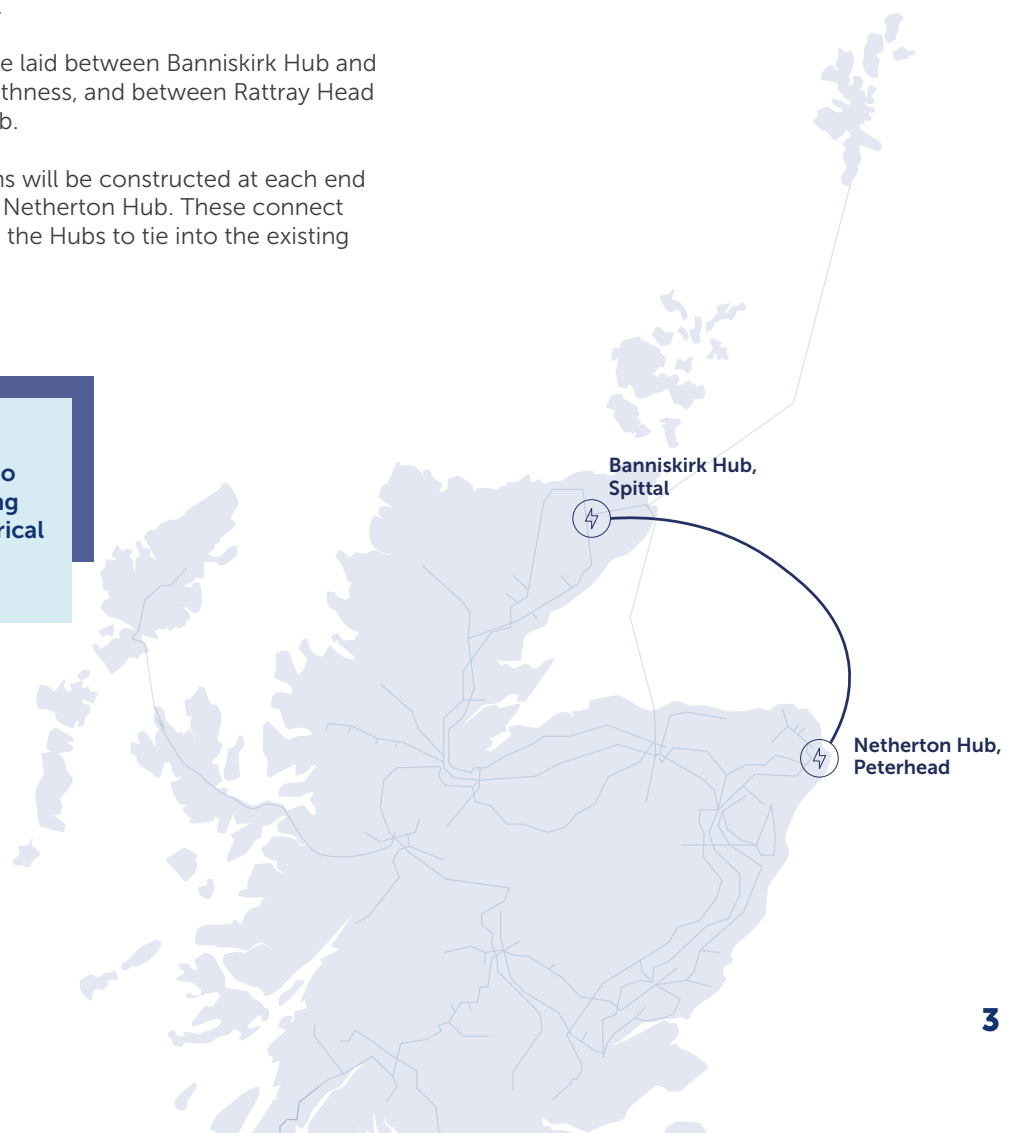 e laid between Banniskirk Hub and
thness, and between Rattray Head
b.
ns will be constructed at each end
Netherton Hub. These connect
the Hubs to tie into the existing
o
ng
rical
Banniskirk Hub,
Spittal
Netherton Hub,
Peterhead
3